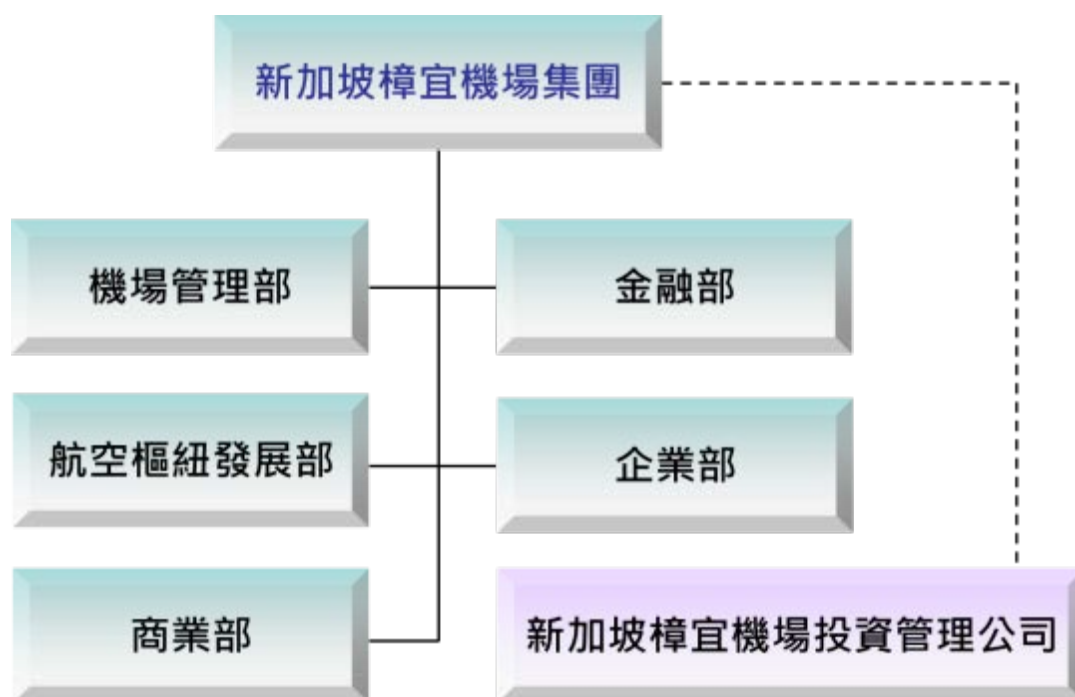 新加坡樟宜機場集團
機場管理部
金融部
航空樞紐發展部
企業部
商業部
新加坡樟宜機場投資管理公司